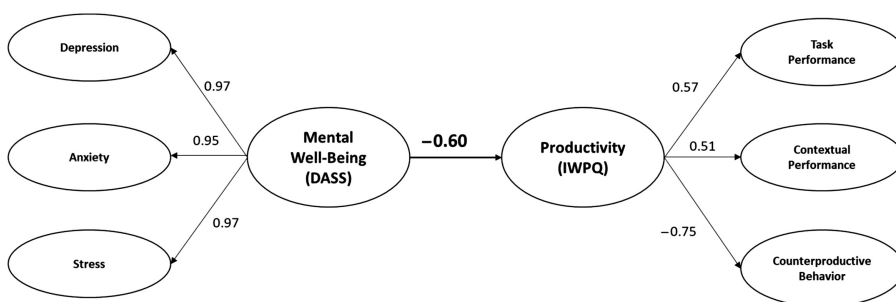 Depression
0.97
Anxiety
0.95
Stress
0.97
Mental
Well-Being
(DASS)
−0.60
Productivity
(IWPQ)
0.57
Task
Performance
0.51
Contextual
Performance
−0.75
Counterproductive
Behavior